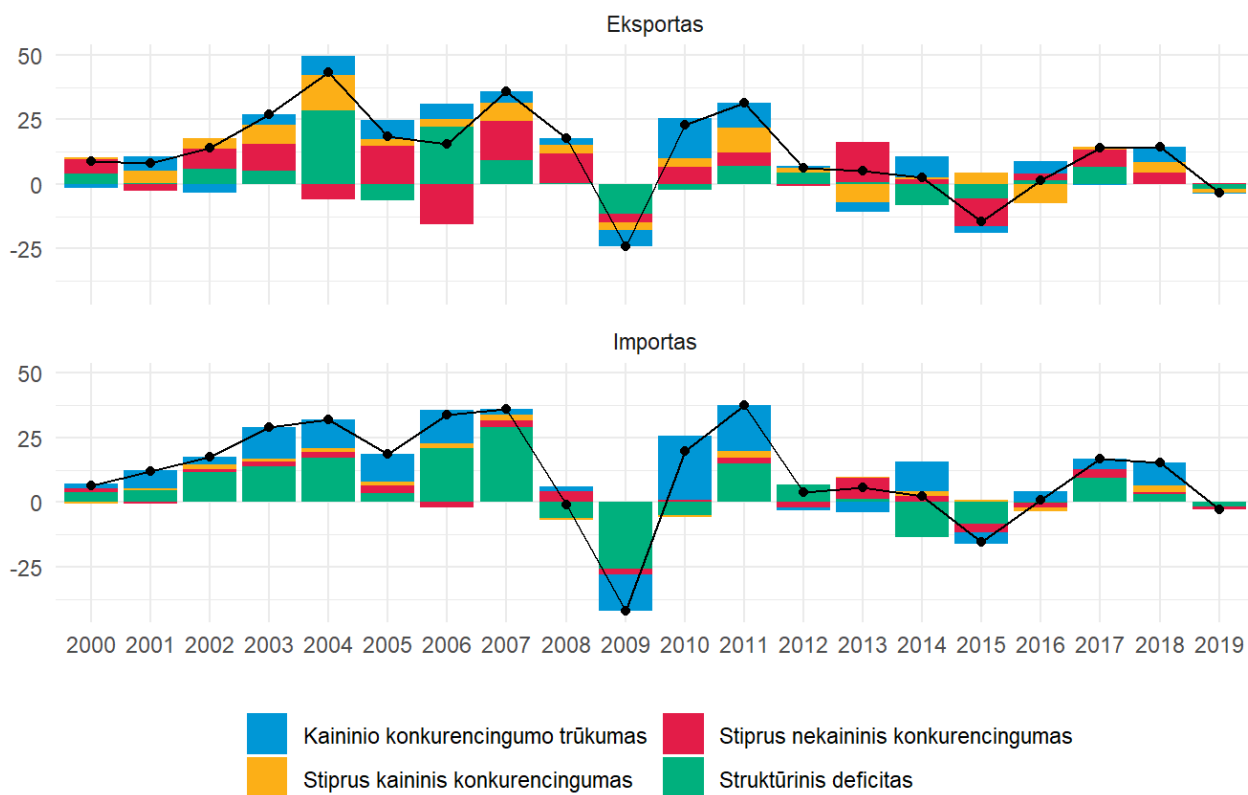 Eksportas
50
25
0
-25
Importas
50
25
0
-25
2000 2001 2002 2003 2004 2005 2006 2007 2008 2009 2010 2011 2012 2013 2014 2015 2016 2017 2018 2019
Kaininio konkurencingumo trūkumas Stiprus nekaininis konkurencingumas
Stiprus kaininis konkurencingumas Struktūrinis deficitas